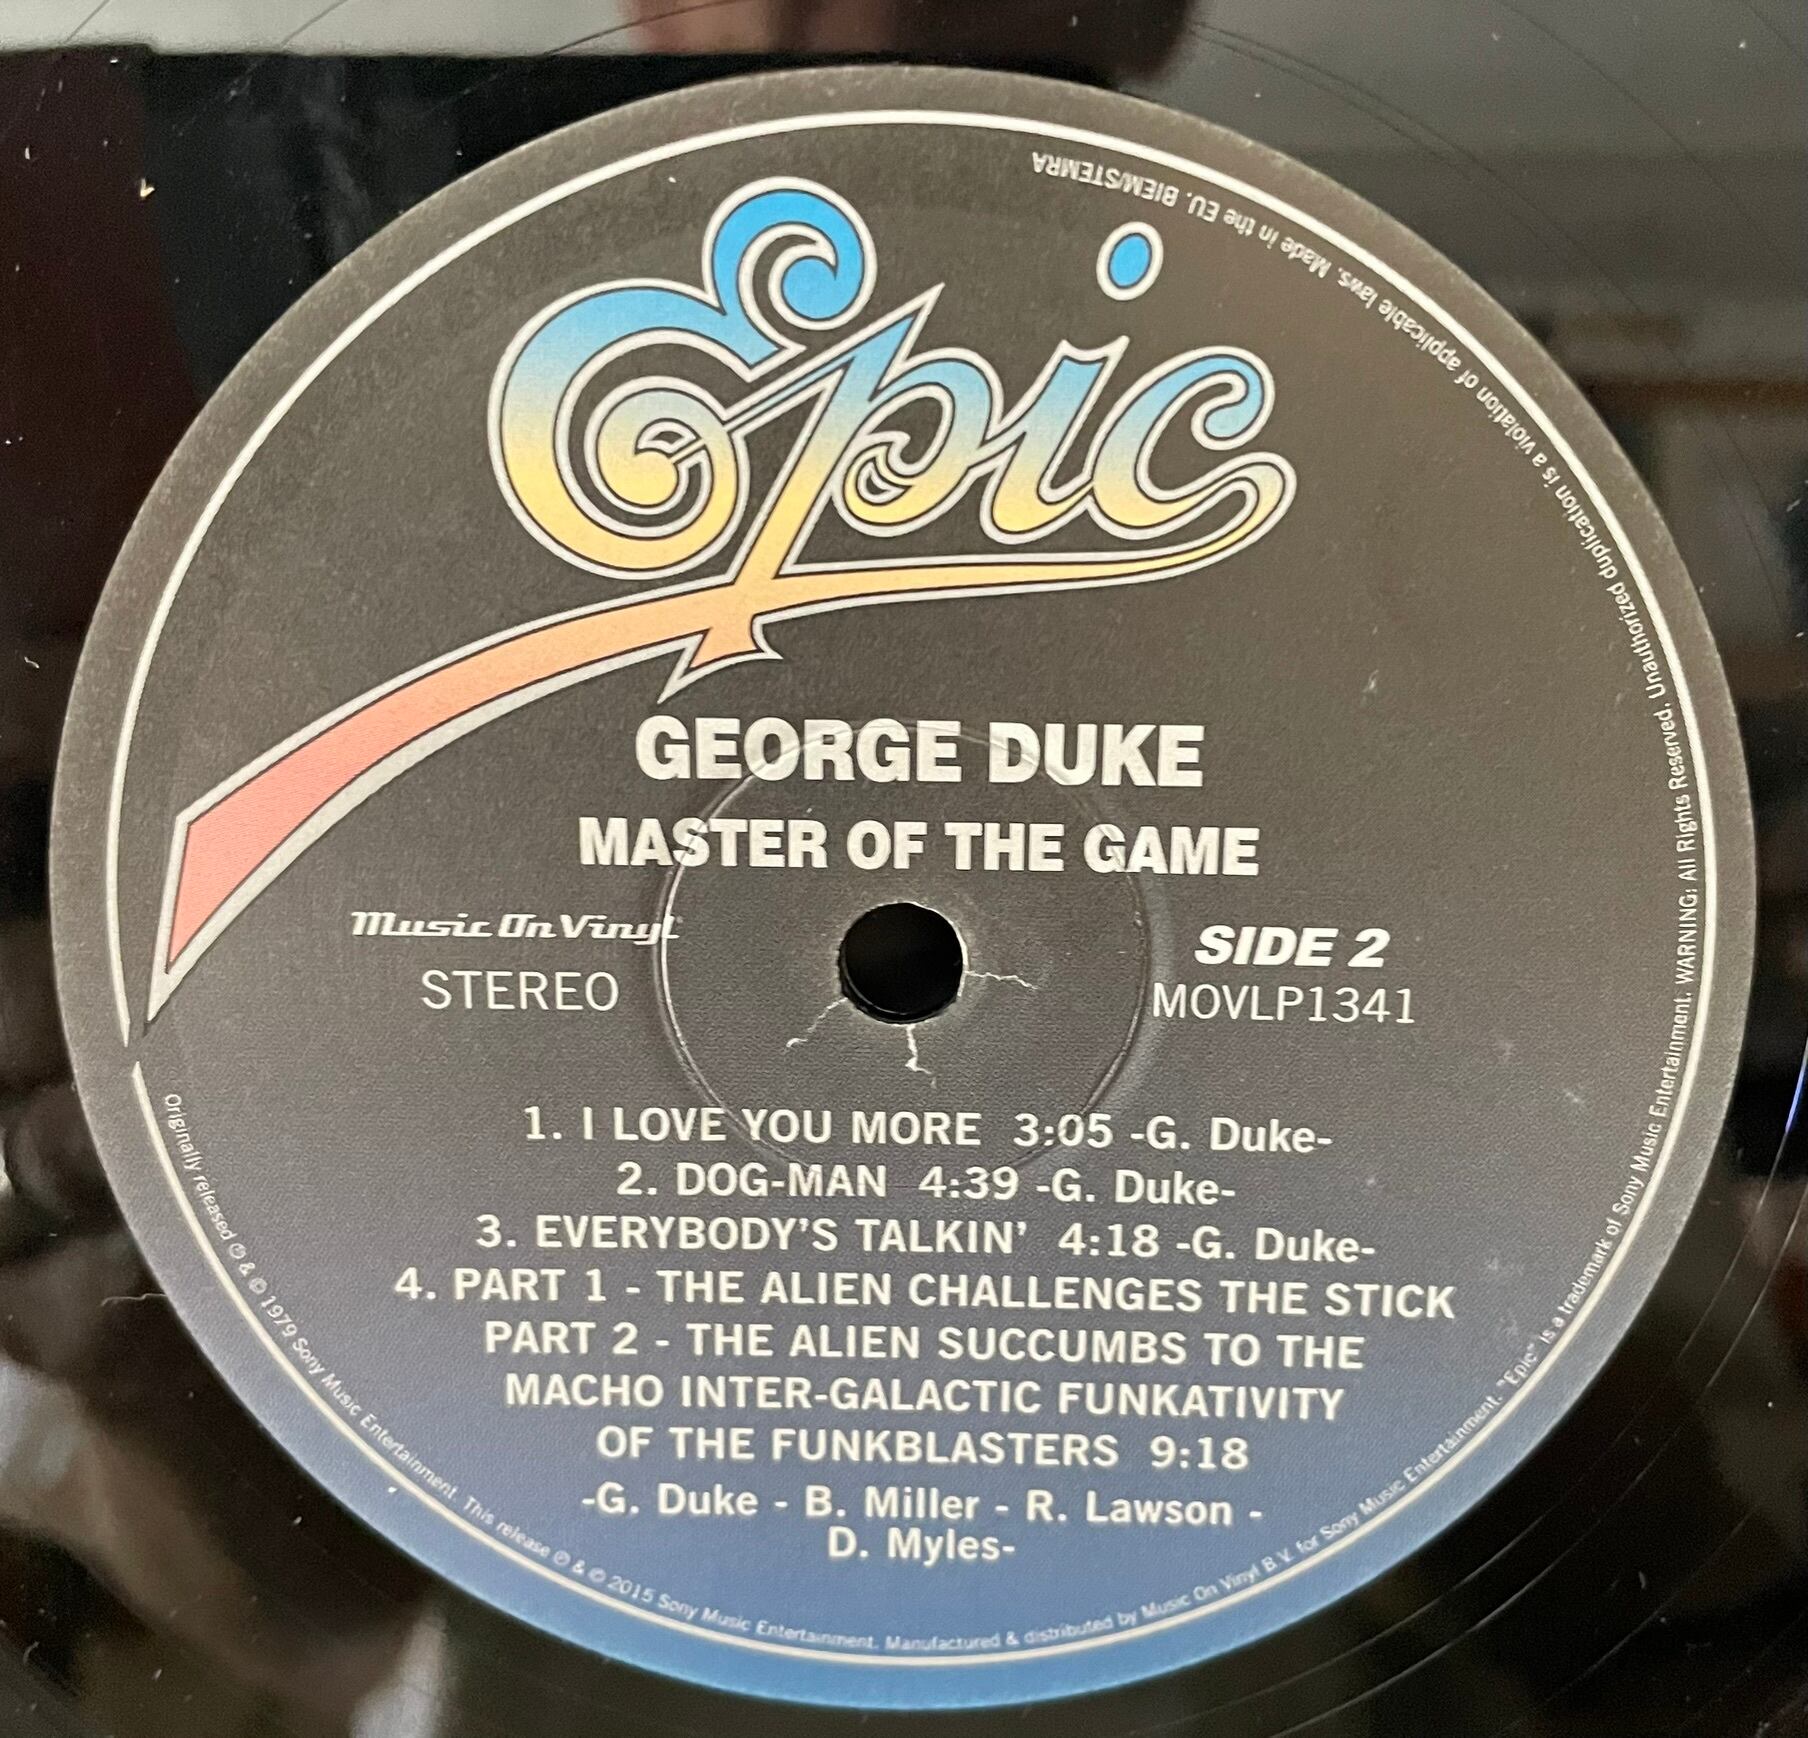 Epic
GEORGE DUKE
MASTER OF THE GAME
Music On Vinyl
STEREO
SIDE 2
MOVLP1341
1. I LOVE YOU MORE 3:05 -G. Duke-
2. DOG-MAN 4:39 -G. Duke-
3. EVERYBODY'S TALKIN' 4:18 -G. Duke-
4. PART 1 - THE ALIEN CHALLENGES THE STICK
PART 2 - THE ALIEN SUCCUMBS TO THE
MACHO INTER-GALACTIC FUNKATIVITY
OF THE FUNKBLASTERS 9:18
-G. Duke - B. Miller - R. Lawson -
D. Myles-
Originally released ℗ & © 1979 Sony Music Entertainment. This release ℗ & © 2015 Sony Music Entertainment. Manufactured & distributed by Music On Vinyl B.V. for Sony Music Entertainment. "Epic" is a trademark of Sony Music Entertainment. WARNING: All Rights Reserved. Unauthorized duplication is a violation of applicable laws. Made in the EU. BIEM/STEMRA